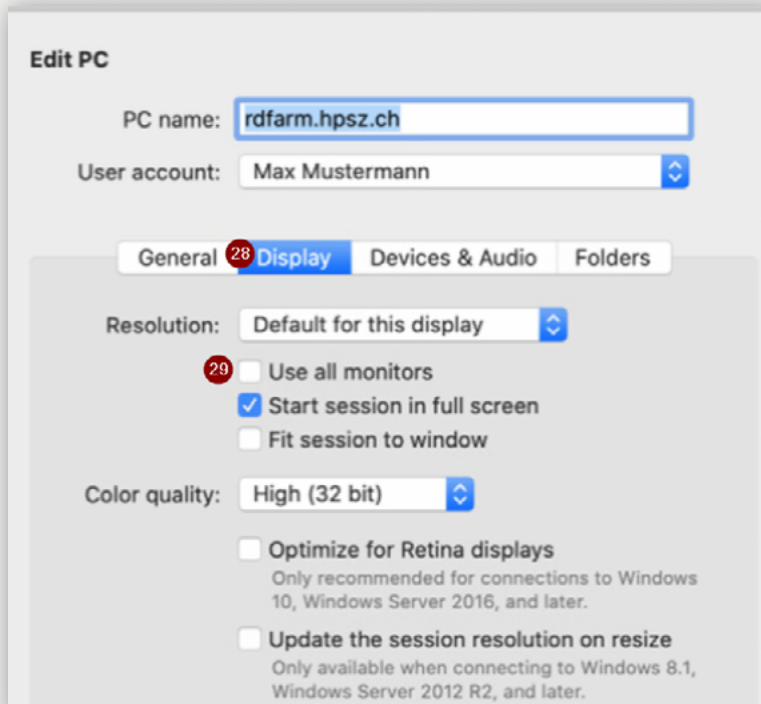 Edit PC
PC name: rdfarm.hpsz.ch
User account: Max Mustermann
General 28 Display Devices & Audio Folders
Resolution: Default for this display
29 Use all monitors
Start session in full screen
Fit session to window
Color quality: High (32 bit)
Optimize for Retina displays
Only recommended for connections to Windows
10, Windows Server 2016, and later.
Update the session resolution on resize
Only available when connecting to Windows 8.1,
Windows Server 2012 R2, and later.